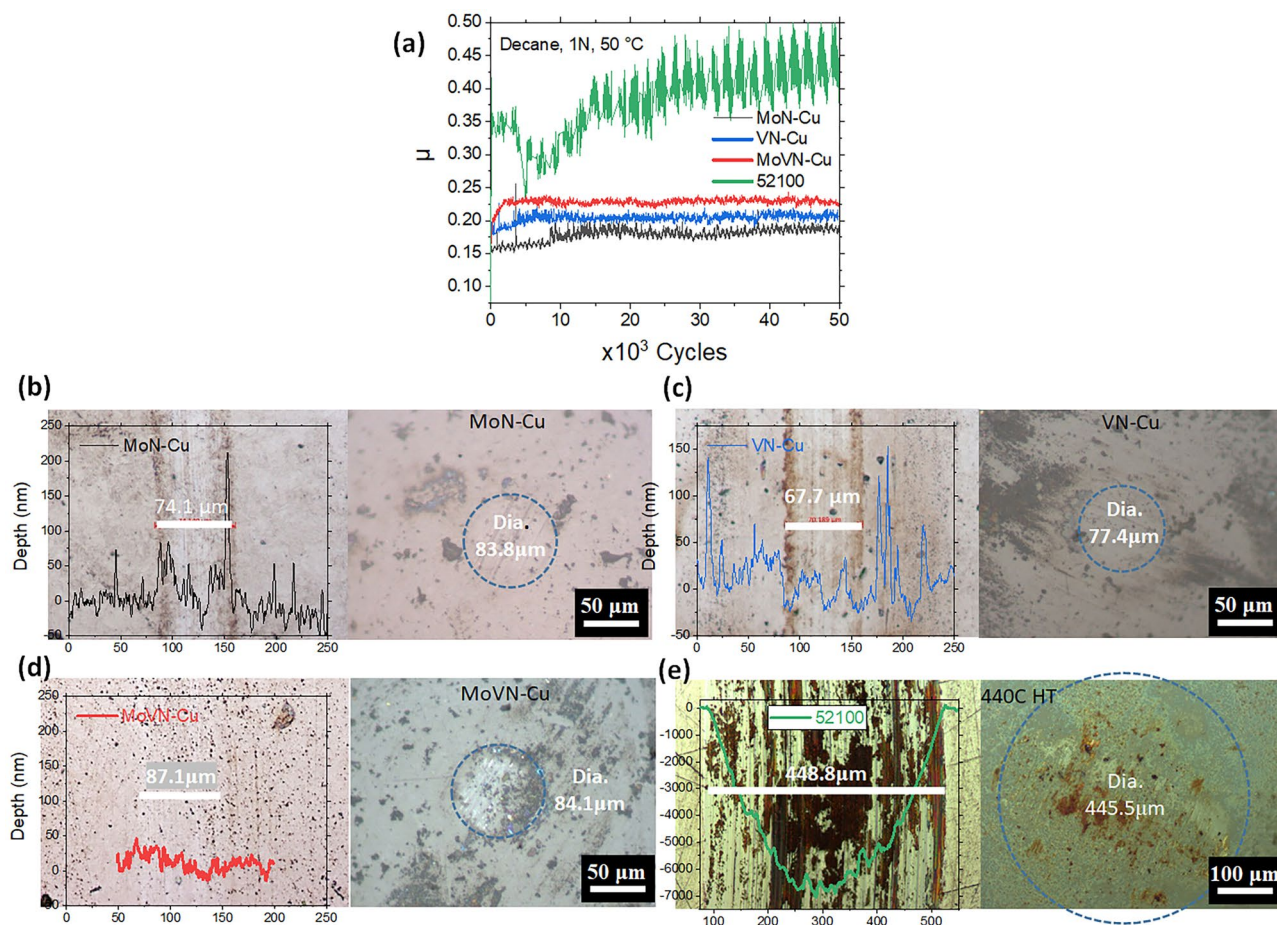 (a)
Decane, 1N, 50 °C
0.50
0.45
0.40
0.35
0.30
0.25
0.20
0.15
0.10
μ
MoN-Cu
VN-Cu
MoVN-Cu
52100
0 10 20 30 40 50
x10³ Cycles
(b)
250
200
150
100
50
0
-50
Depth (nm)
MoN-Cu
74.1 μm
0 50 100 150 200 250
MoN-Cu
Dia.
83.8μm
50 μm
(c)
150
100
50
0
-50
Depth (nm)
VN-Cu
67.7 μm
70.189 μm
0 50 100 150 200 250
VN-Cu
Dia.
77.4μm
50 μm
(d)
250
200
150
100
50
0
-50
Depth (nm)
MoVN-Cu
87.1μm
0 50 100 150 200 250
MoVN-Cu
Dia.
84.1μm
50 μm
(e)
0
-1000
-2000
-3000
-4000
-5000
-6000
-7000
Depth (nm)
52100
448.8μm
100 200 300 400 500
440C HT
Dia.
445.5μm
100 μm